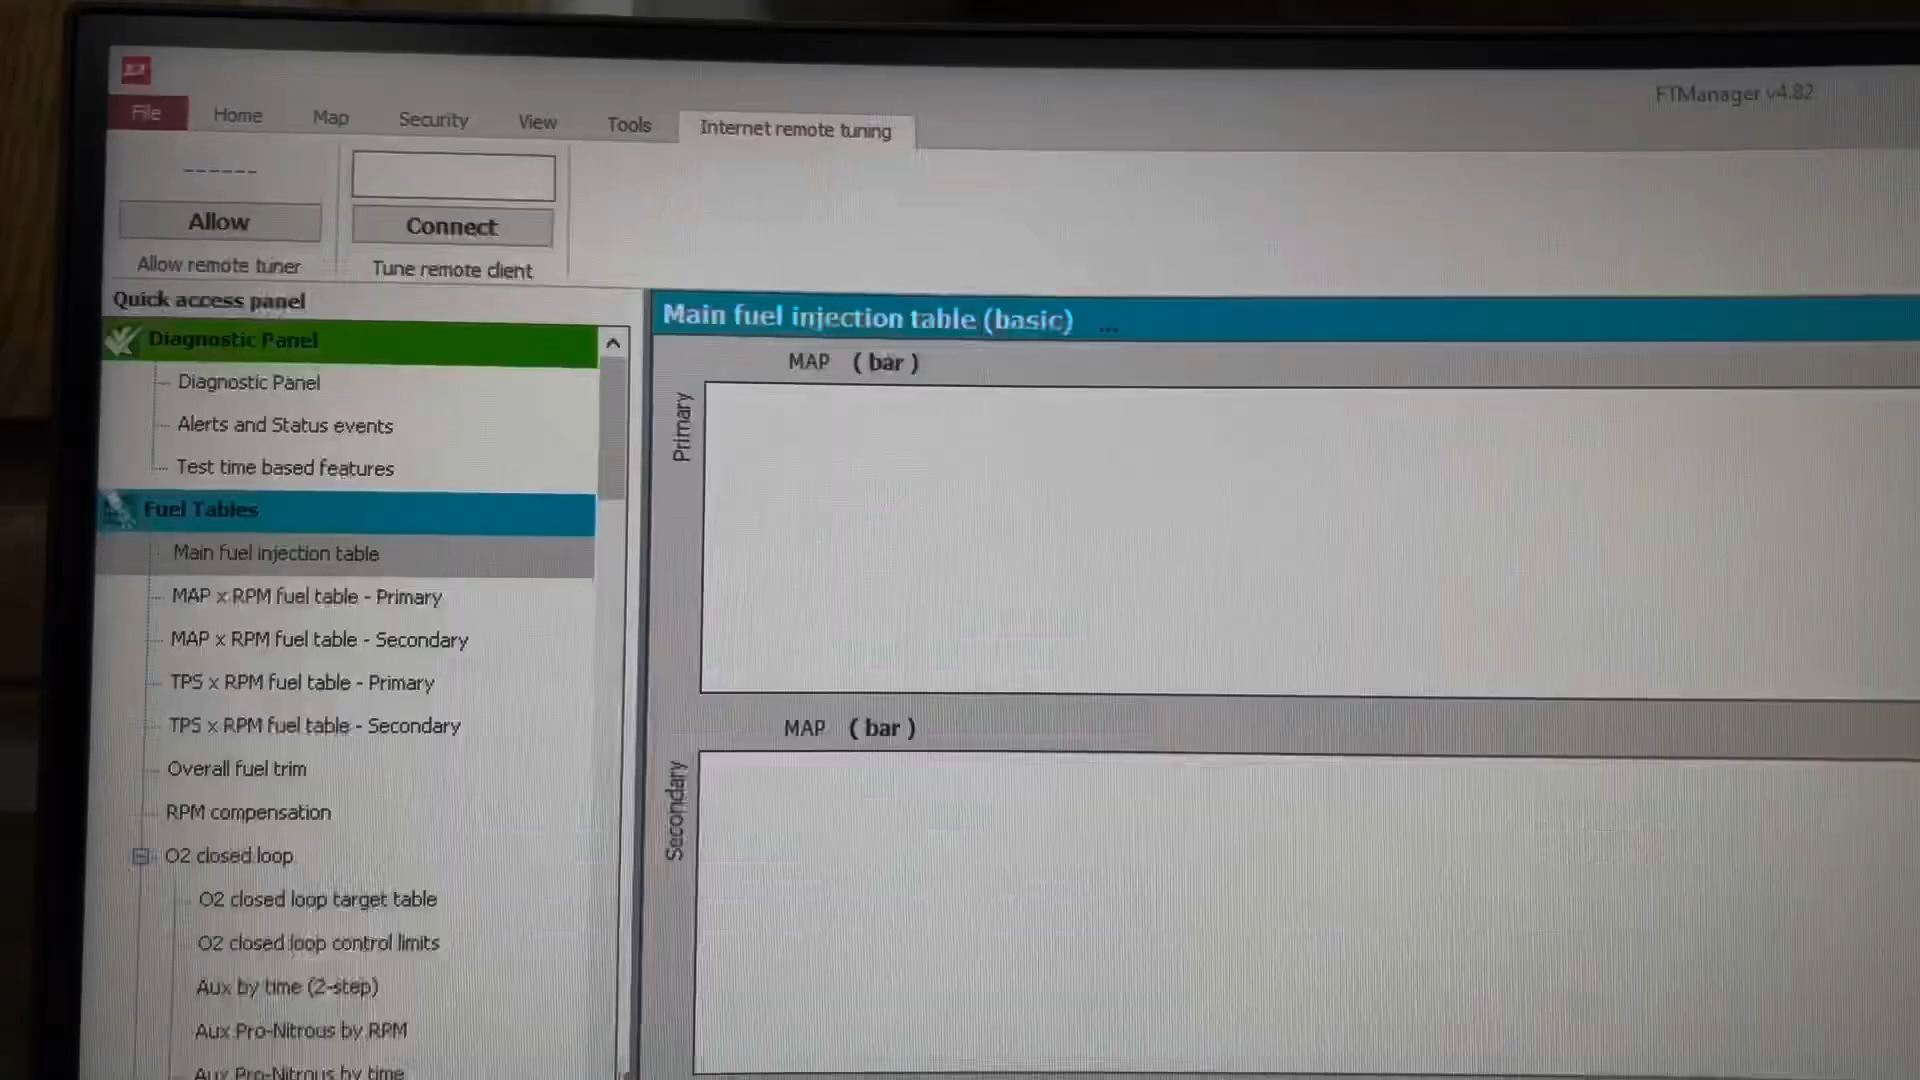 FTManager v4.82
File Home Map Security View Tools Internet remote tuning
------
Allow Connect
Allow remote tuner Tune remote client
Quick access panel
Diagnostic Panel
Diagnostic Panel
Alerts and Status events
Test time based features
Fuel Tables
Main fuel injection table
MAP x RPM fuel table - Primary
MAP x RPM fuel table - Secondary
TPS x RPM fuel table - Primary
TPS x RPM fuel table - Secondary
Overall fuel trim
RPM compensation
O2 closed loop
O2 closed loop target table
O2 closed loop control limits
Aux by time (2-step)
Aux Pro-Nitrous by RPM
Aux Pro-Nitrous by time
Main fuel injection table (basic) ...
MAP ( bar )
Primary
MAP ( bar )
Secondary